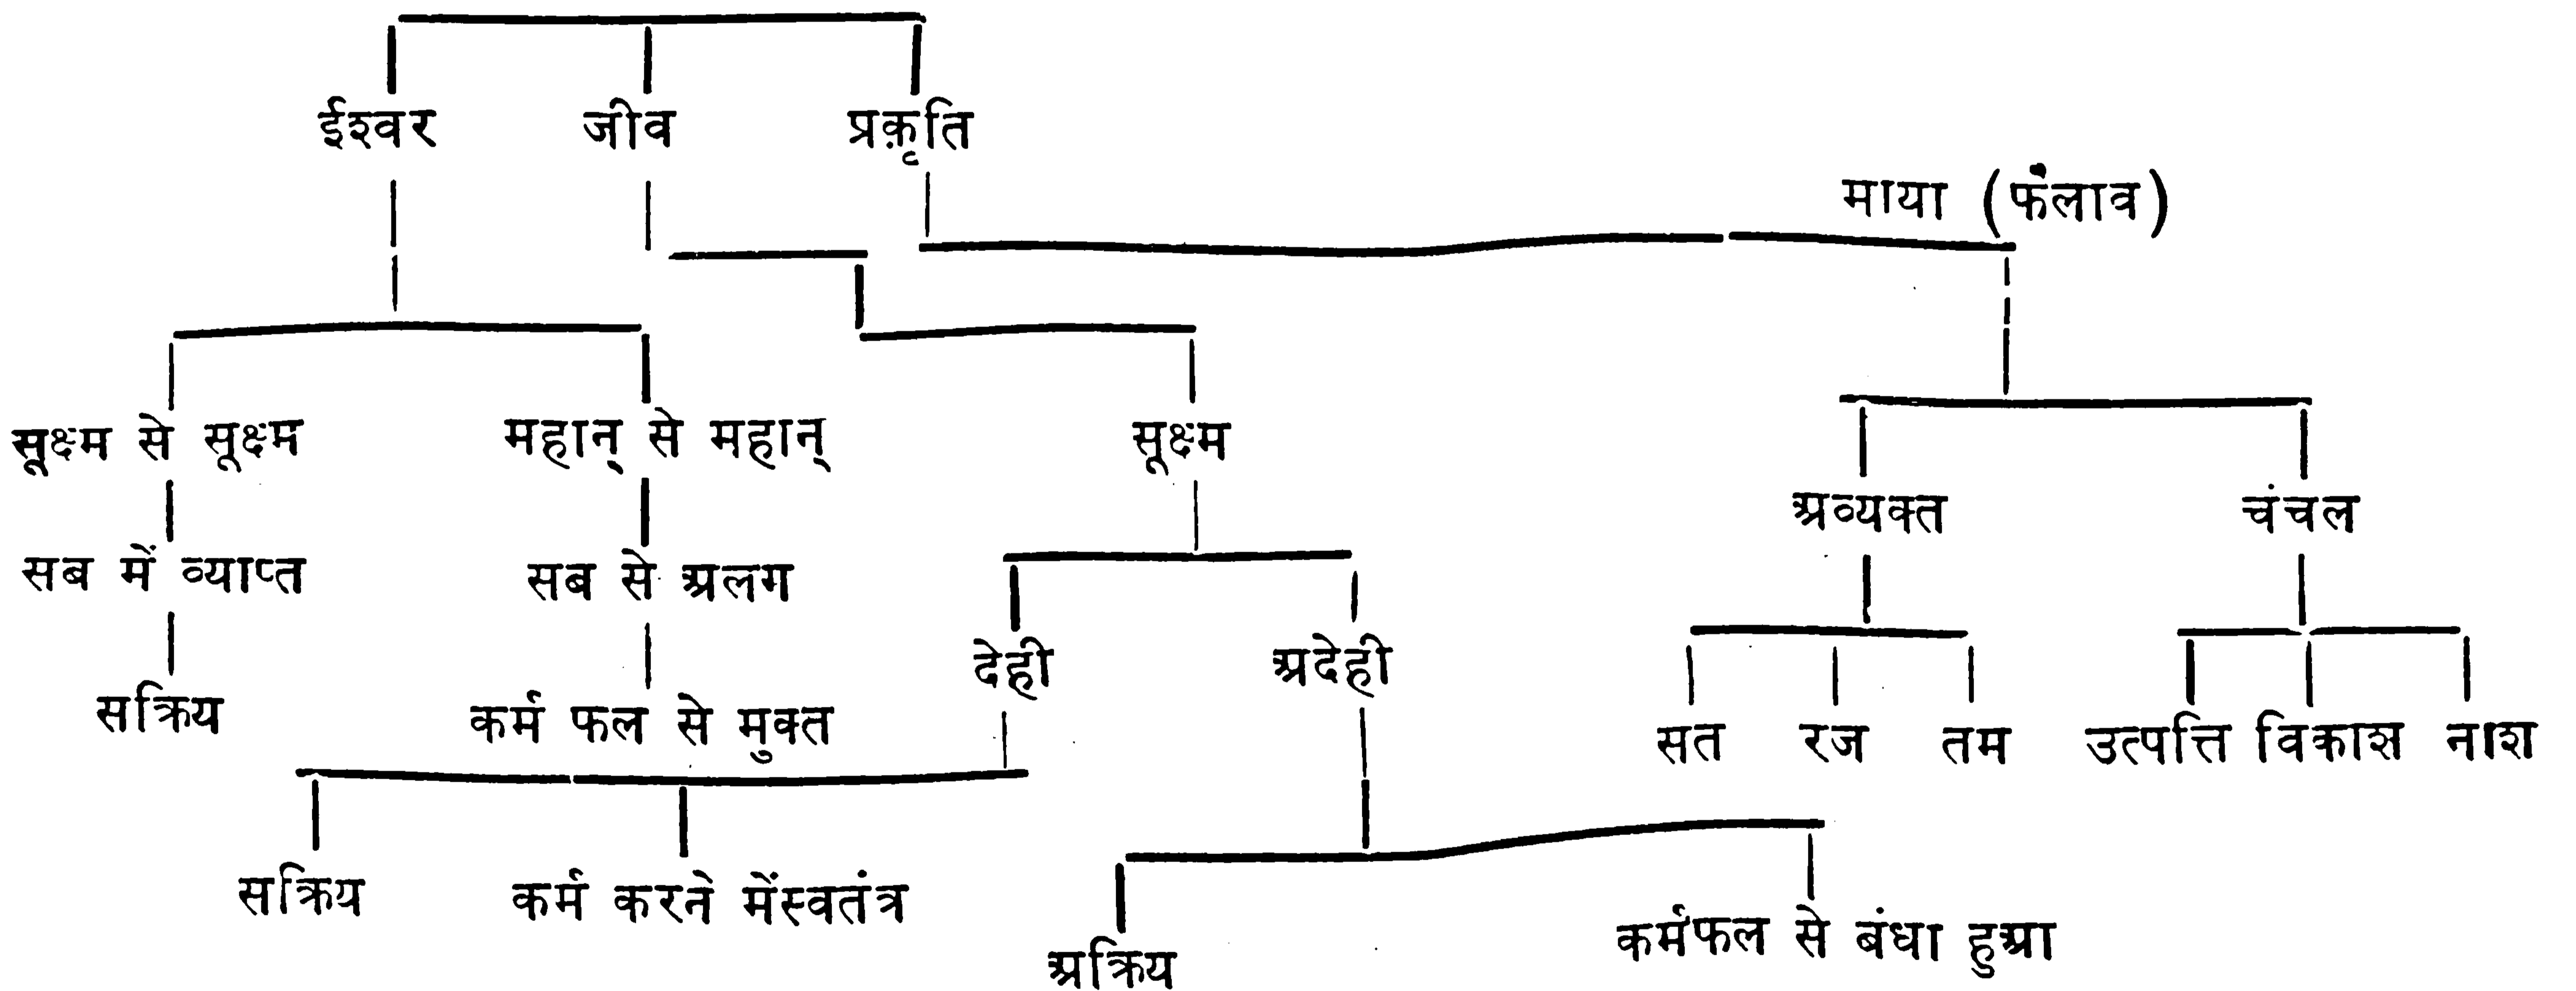 ईश्वर जीव प्रकृति
माया (फैलाव)
सूक्ष्म से सूक्ष्म महान् से महान् सूक्ष्म
अव्यक्त चंचल
सब में व्याप्त सब से अलग
देही अदेही
सक्रिय कर्म फल से मुक्त
सत रज तम उत्पत्ति विकाश नाश
सक्रिय कर्म करने मेंस्वतंत्र
अक्रिय कर्मफल से बंधा हुआ